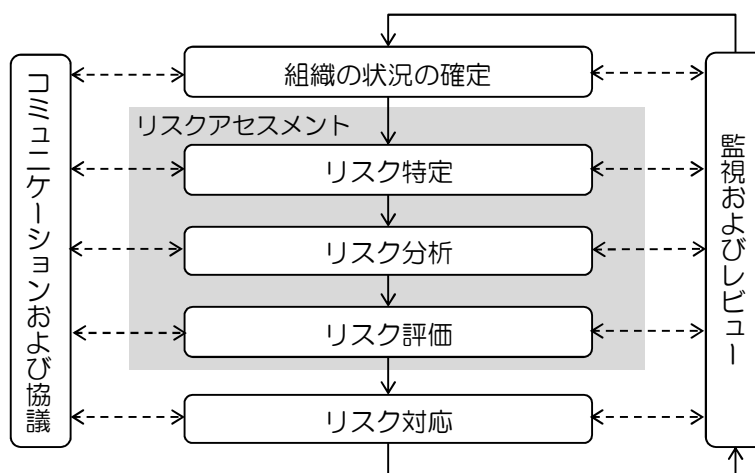 組織の状況の確定
リスクアセスメント
リスク特定
リスク分析
リスク評価
リスク対応
コミュニケーションおよび協議
監視およびレビュー